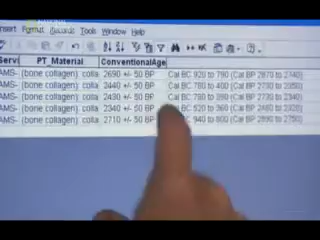 Insert Format Records Tools Window Help
Servi PT_Material ConventionalAge
AMS- (bone collagen): colla 2690 +/- 50 BP Cal BC 920 to 790 (Cal BP 2870 to 2740)
AMS- (bone collagen): colla 2440 +/- 50 BP Cal BC 780 to 400 (Cal BP 2730 to 2350)
AMS- (bone collagen): colla 2430 +/- 50 BP Cal BC 780 to 390 (Cal BP 2730 to 2340)
AMS- (bone collagen): colla 2340 +/- 50 BP Cal BC 520 to 360 (Cal BP 2460 to 2320)
AMS- (bone collagen): colla 2710 +/- 50 BP Cal BC 940 to 800 (Cal BP 2890 to 2750)